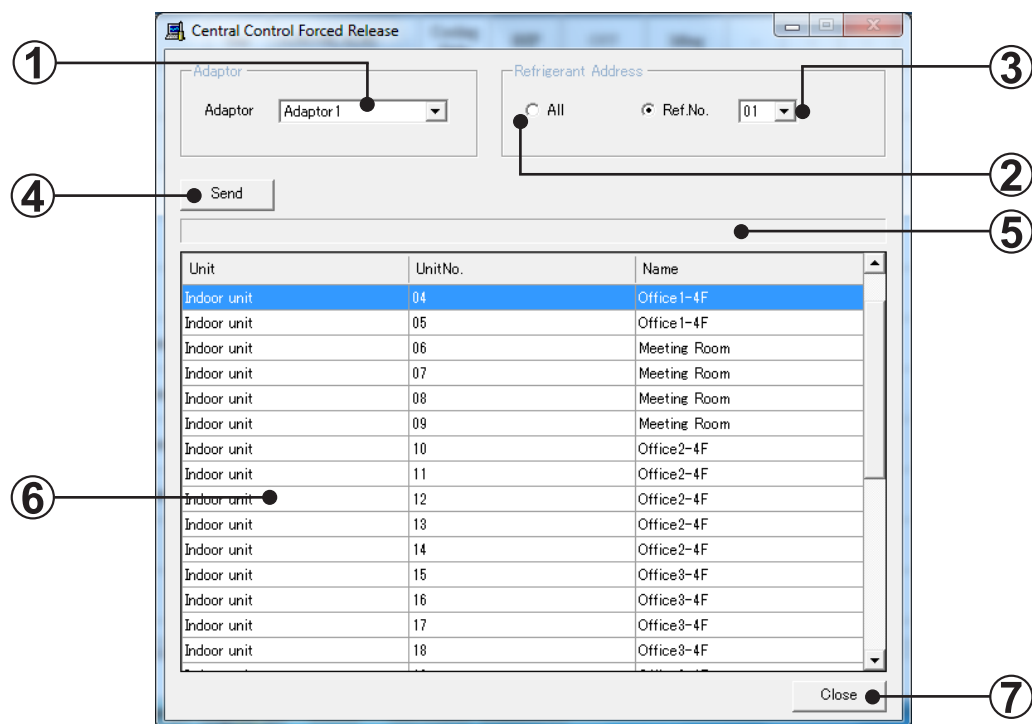 Central Control Forced Release
Adaptor
Refrigerant Address
1
3
Adaptor Adaptor1
All Ref.No. 01
2
4
Send
5
Unit UnitNo. Name
Indoor unit 04 Office1-4F
Indoor unit 05 Office1-4F
Indoor unit 06 Meeting Room
Indoor unit 07 Meeting Room
Indoor unit 08 Meeting Room
Indoor unit 09 Meeting Room
Indoor unit 10 Office2-4F
Indoor unit 11 Office2-4F
6
Indoor unit 12 Office2-4F
Indoor unit 13 Office2-4F
Indoor unit 14 Office2-4F
Indoor unit 15 Office3-4F
Indoor unit 16 Office3-4F
Indoor unit 17 Office3-4F
Indoor unit 18 Office3-4F
Close
7